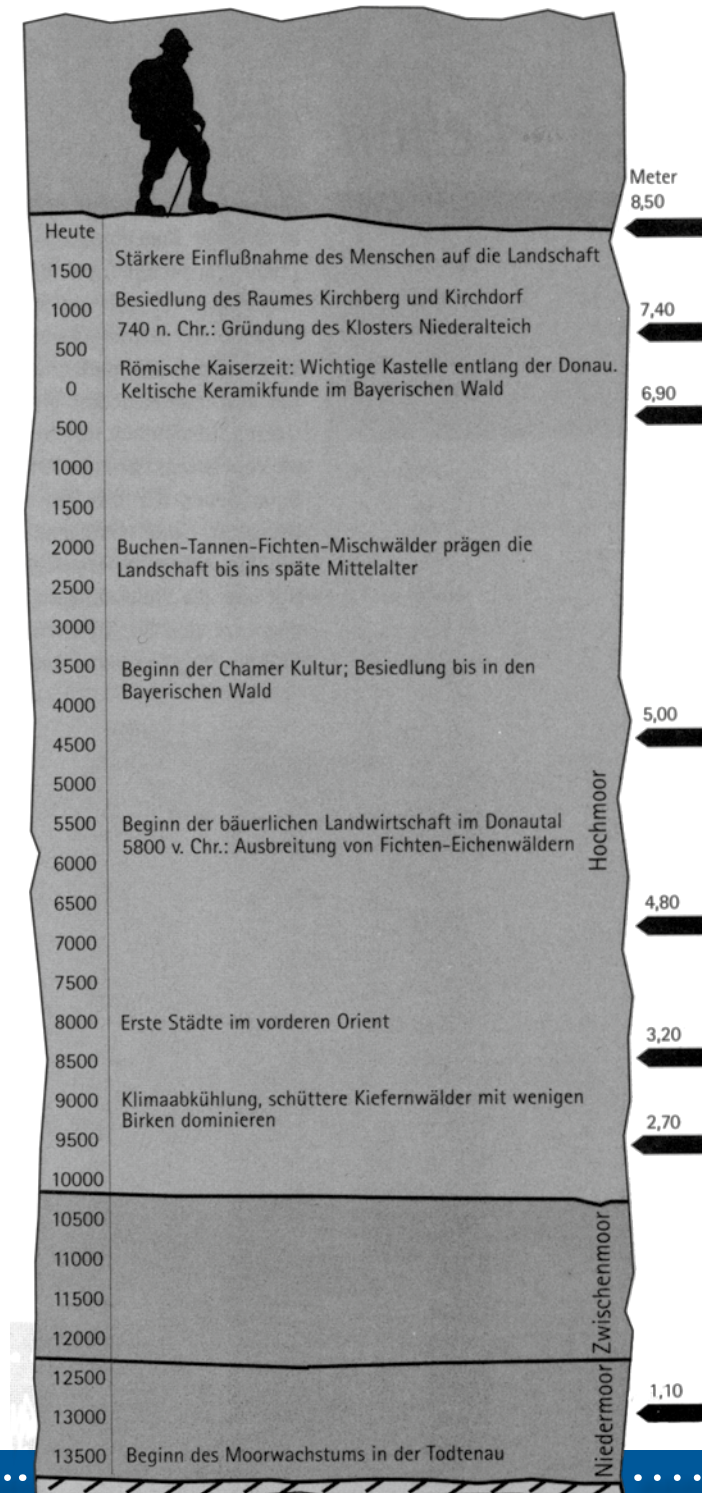 Meter
8,50
Heute
Stärkere Einflußnahme des Menschen auf die Landschaft
1500
Besiedlung des Raumes Kirchberg und Kirchdorf
1000
7,40
740 n. Chr.: Gründung des Klosters Niederalteich
500
Römische Kaiserzeit: Wichtige Kastelle entlang der Donau.
0
Keltische Keramikfunde im Bayerischen Wald
6,90
500
1000
1500
2000
Buchen-Tannen-Fichten-Mischwälder prägen die
Landschaft bis ins späte Mittelalter
2500
3000
3500
Beginn der Chamer Kultur; Besiedlung bis in den
Bayerischen Wald
4000
5,00
4500
5000
Hochmoor
5500
Beginn der bäuerlichen Landwirtschaft im Donautal
5800 v. Chr.: Ausbreitung von Fichten-Eichenwäldern
6000
6500
4,80
7000
7500
8000
Erste Städte im vorderen Orient
3,20
8500
9000
Klimaabkühlung, schüttere Kiefernwälder mit wenigen
Birken dominieren
2,70
9500
10000
10500
11000
Zwischenmoor
11500
12000
12500
1,10
13000
Niedermoor
13500
Beginn des Moorwachstums in der Todtenau